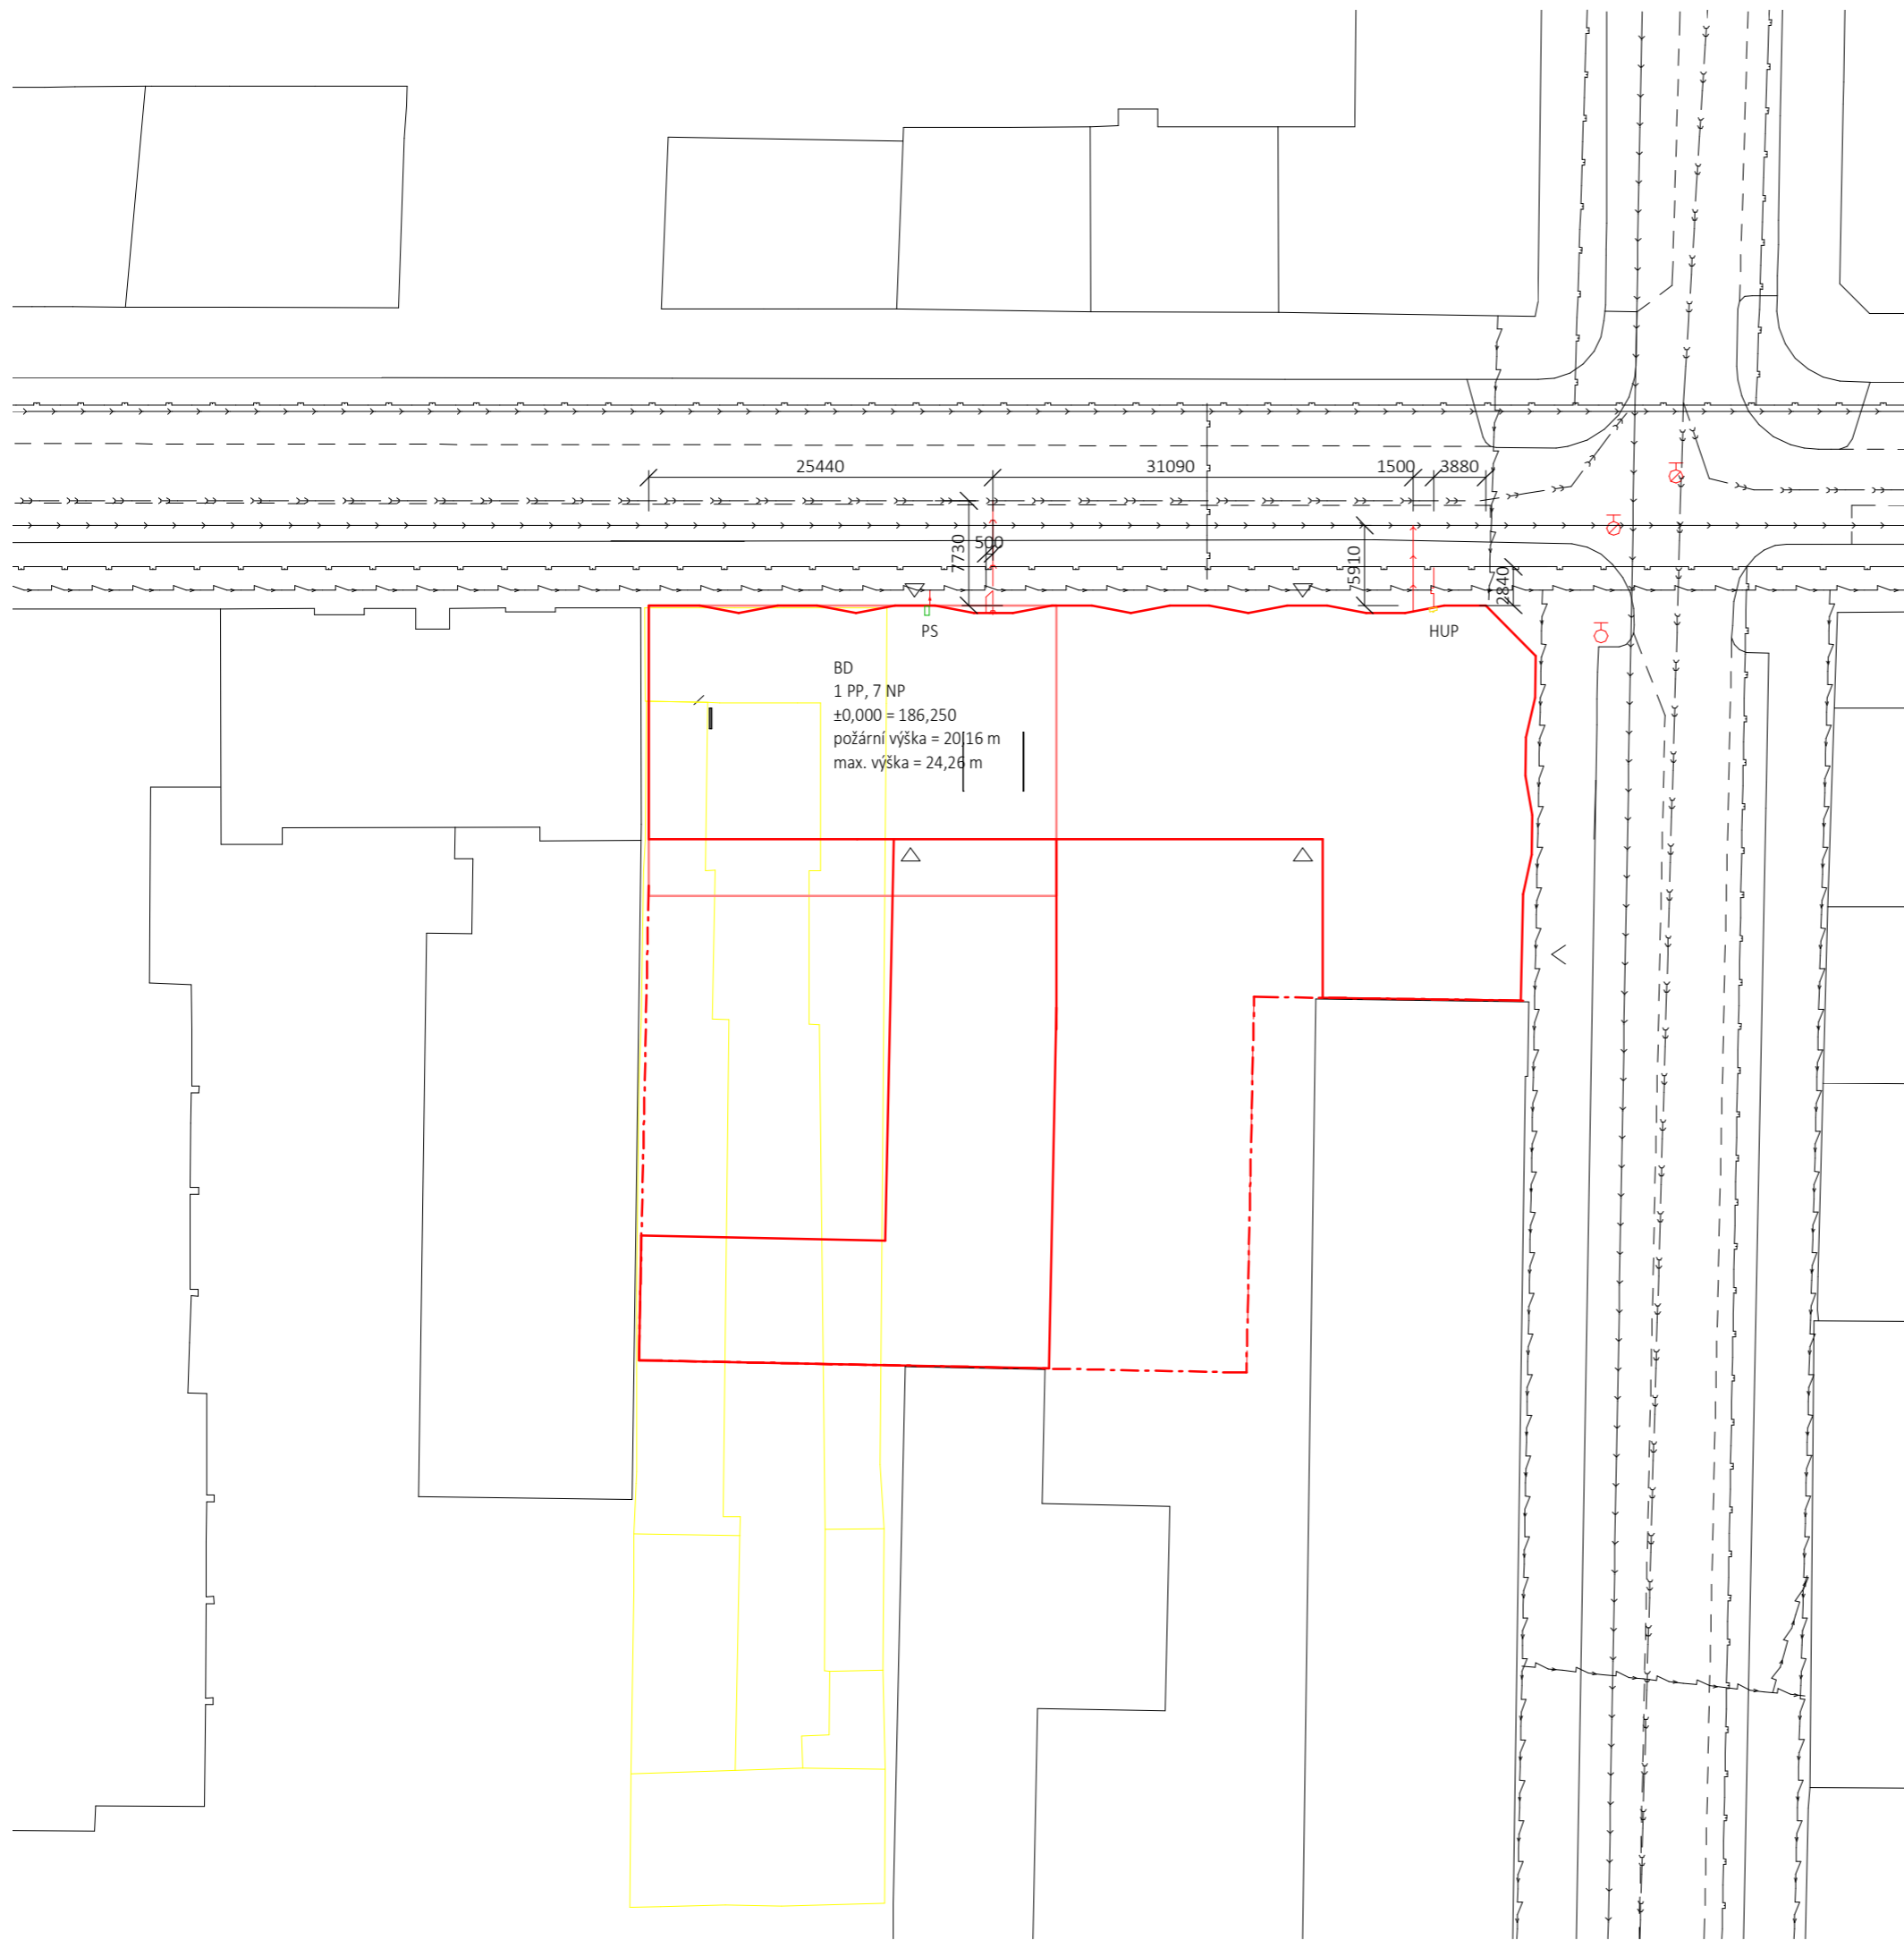 25440
31090
1500
3880
7730
500
5910
2840
PS
HUP
BD
1 PP, 7 NP
±0,000 = 186,250
požární výška = 20,16 m
max. výška = 24,26 m